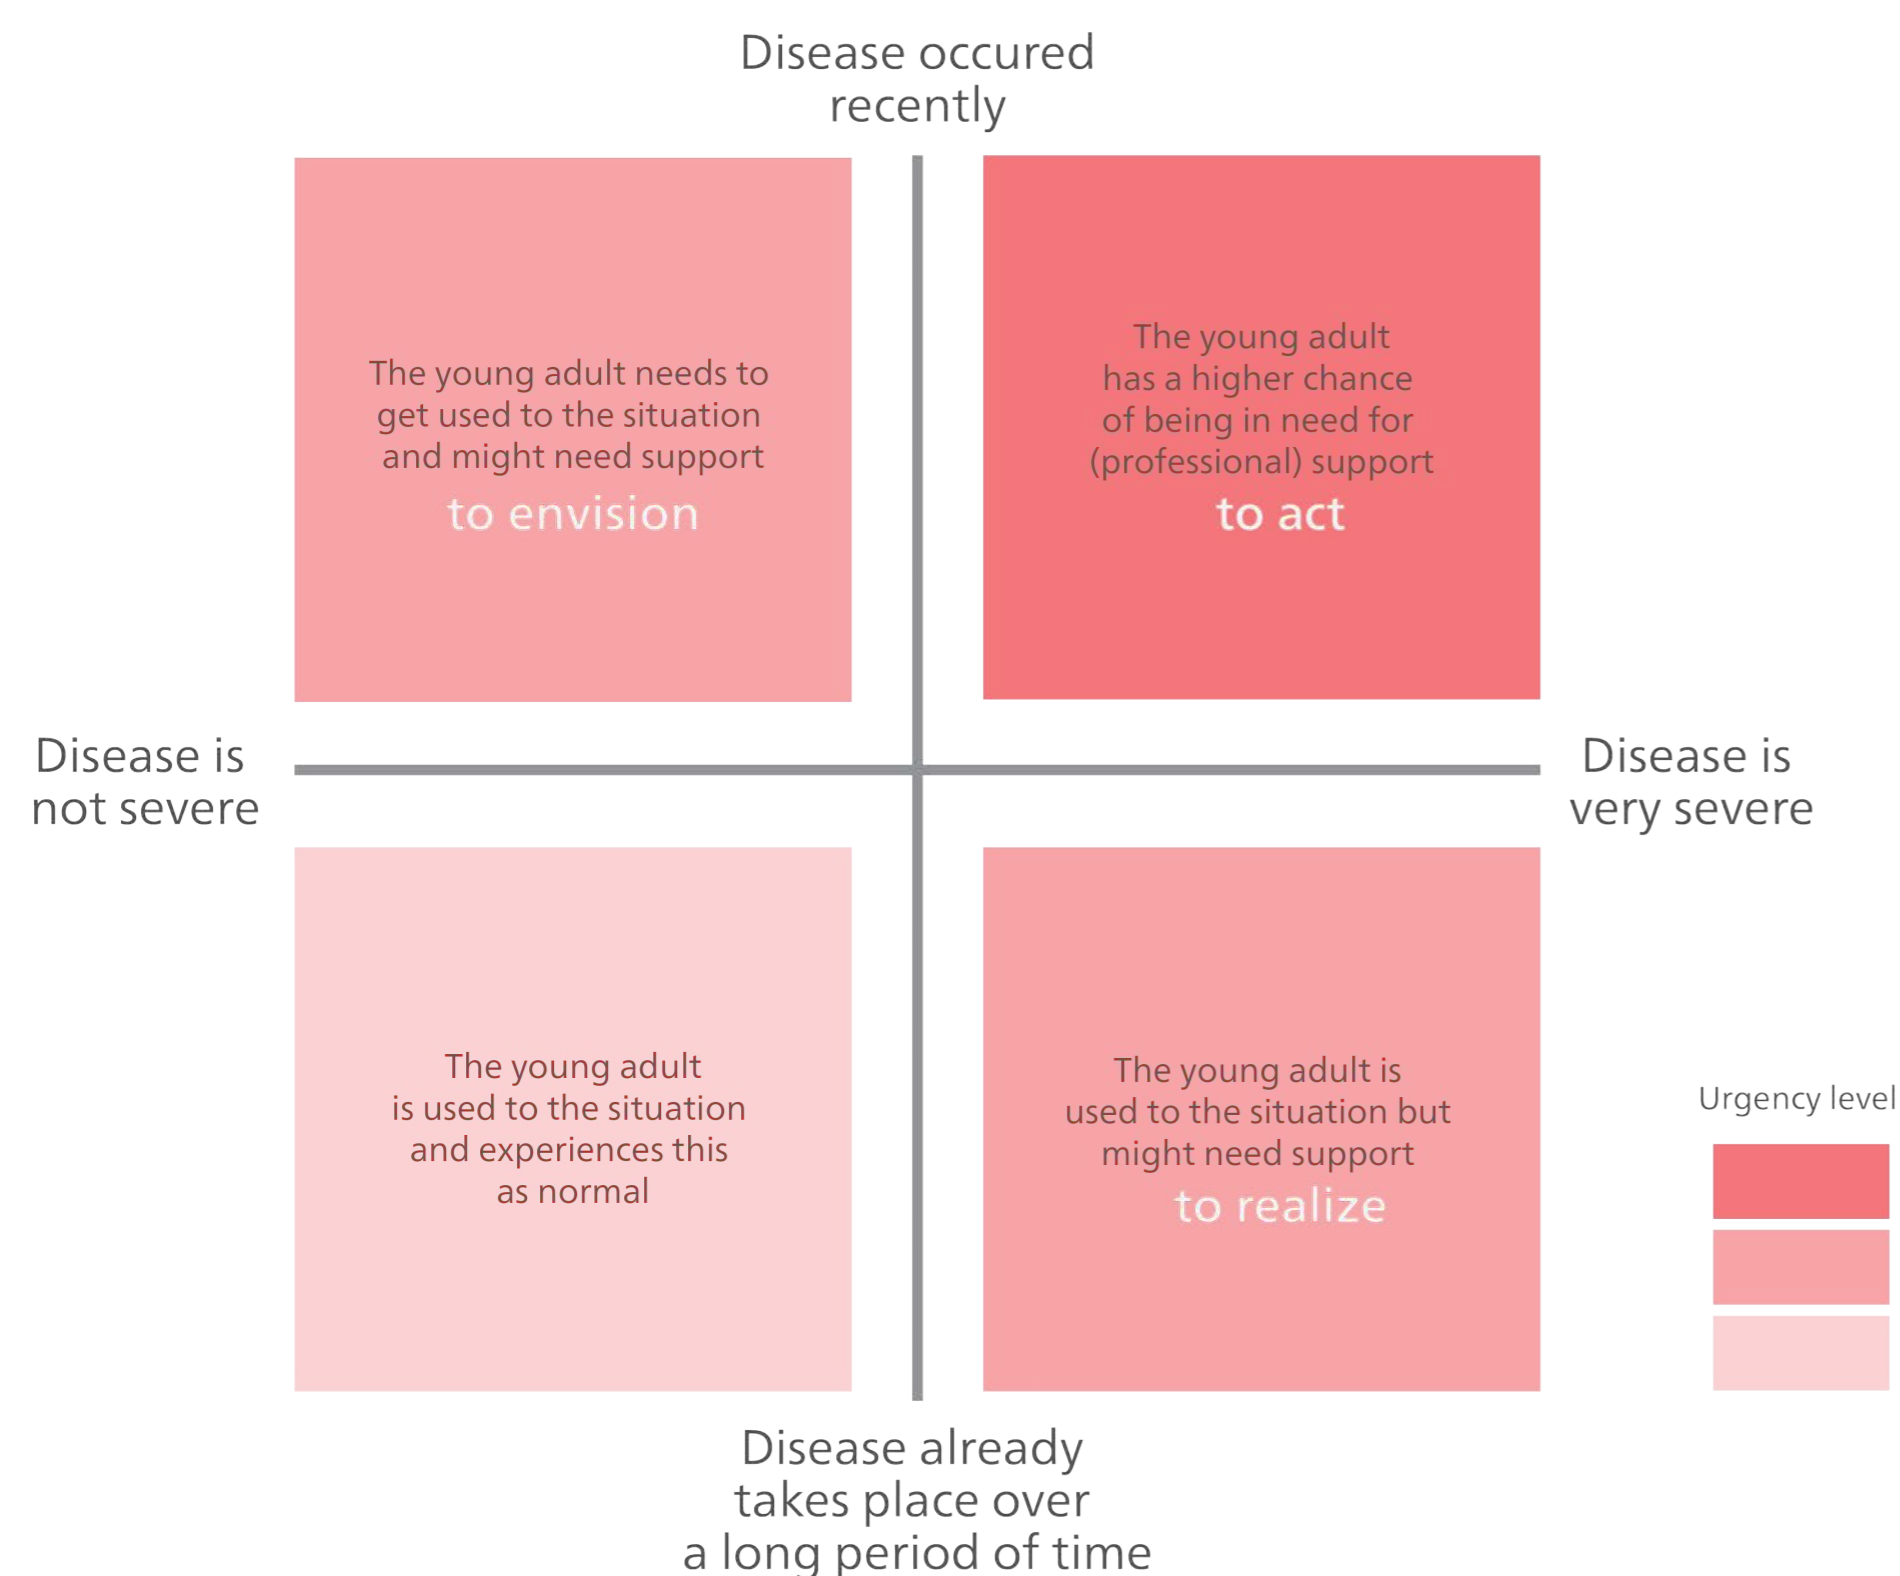 Disease occured
recently
The young adult needs to
get used to the situation
and might need support
to envision
The young adult
has a higher chance
of being in need for
(professional) support
to act
Disease is
not severe
Disease is
very severe
The young adult
is used to the situation
and experiences this
as normal
The young adult is
used to the situation but
might need support
to realize
Urgency level
Disease already
takes place over
a long period of time